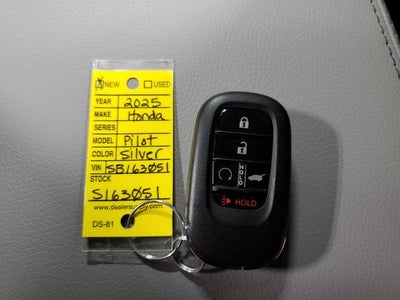 ☒ NEW ☐ USED
YEAR 2025
MAKE Honda
SERIES
MODEL Pilot
COLOR Silver
VIN SB163051
STOCK
S163051
www.dealersupply.com
DS-61
HOLD
HOLD